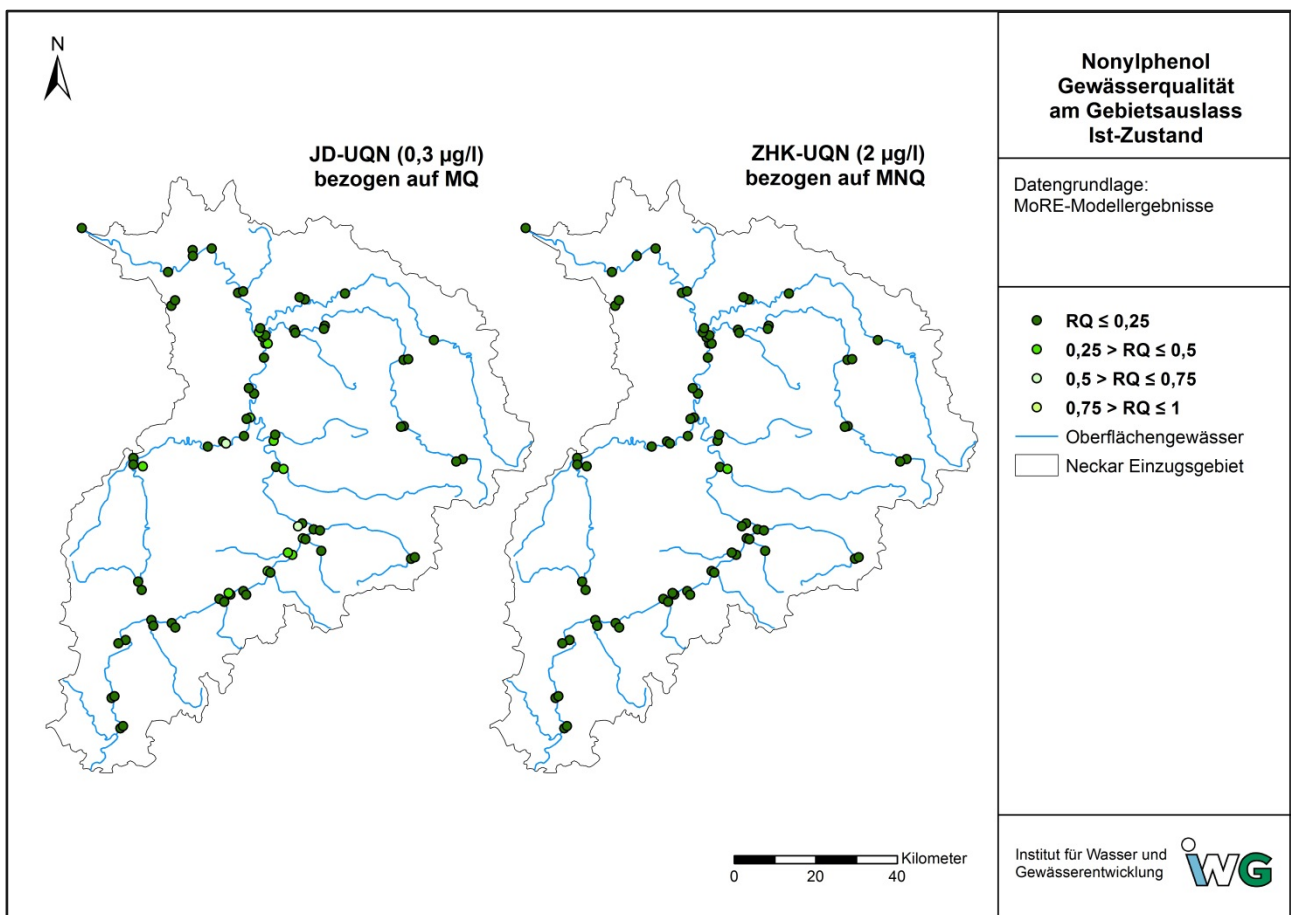 N
JD-UQN (0,3 µg/l)
bezogen auf MQ
ZHK-UQN (2 µg/l)
bezogen auf MNQ
Kilometer
0 20 40
Nonylphenol
Gewässerqualität
am Gebietsauslass
Ist-Zustand
Datengrundlage:
MoRE-Modellergebnisse
RQ ≤ 0,25
0,25 > RQ ≤ 0,5
0,5 > RQ ≤ 0,75
0,75 > RQ ≤ 1
Oberflächengewässer
Neckar Einzugsgebiet
Institut für Wasser und
Gewässerentwicklung
iWG